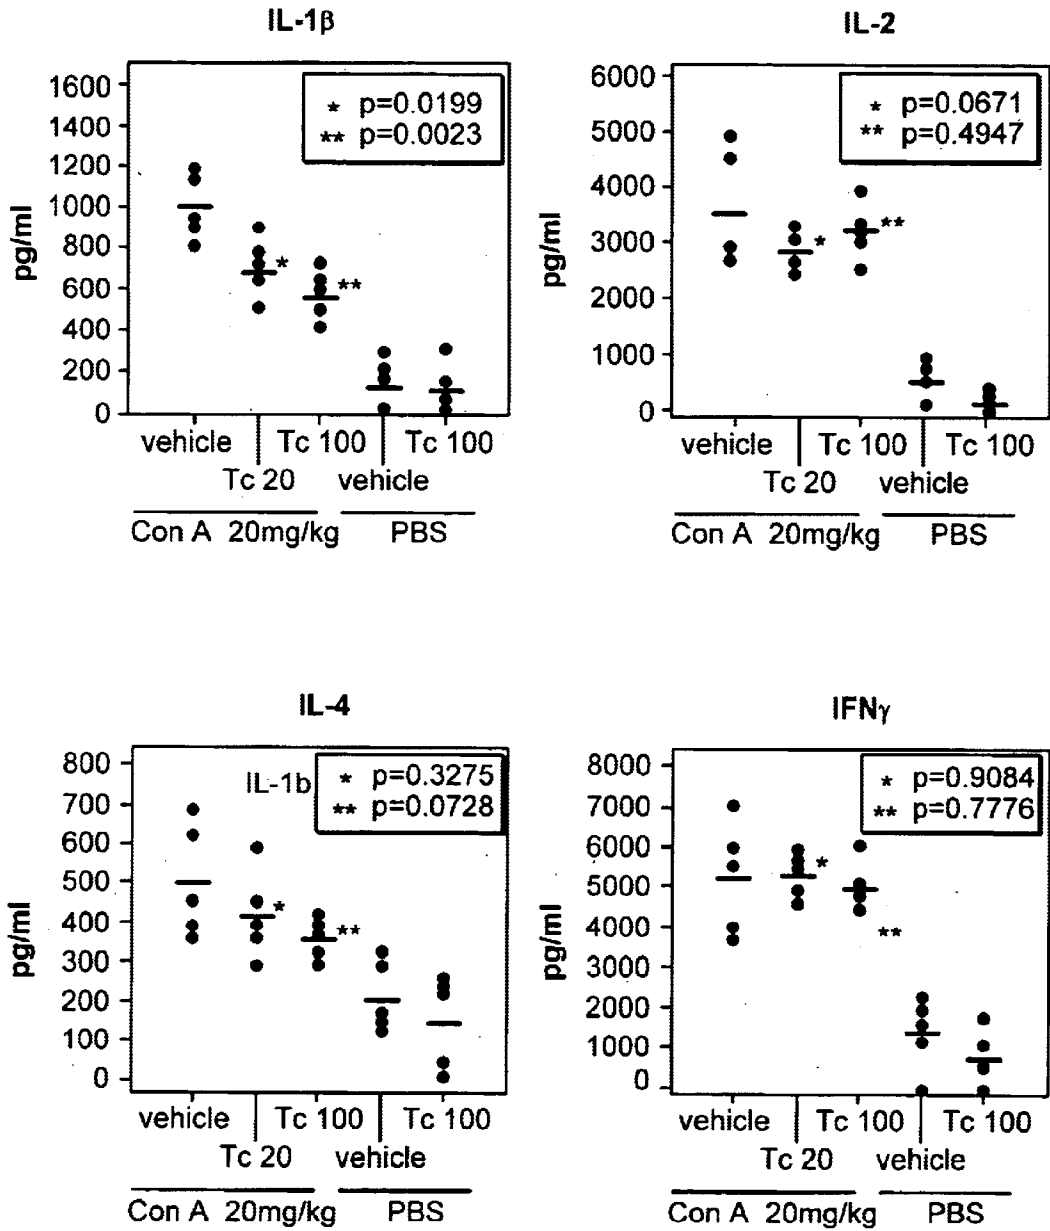 IL-1β
pg/ml
1600
1400
1200
1000
800
600
400
200
0
* p=0.0199
** p=0.0023
*
**
vehicle
Tc 100
Tc 100
Tc 20
vehicle
Con A 20mg/kg
PBS
IL-2
pg/ml
6000
5000
4000
3000
2000
1000
0
* p=0.0671
** p=0.4947
*
**
vehicle
Tc 100
Tc 100
Tc 20
vehicle
Con A 20mg/kg
PBS
IL-4
pg/ml
800
700
600
500
400
300
200
100
0
IL-1b
* p=0.3275
** p=0.0728
*
**
vehicle
Tc 100
Tc 100
Tc 20
vehicle
Con A 20mg/kg
PBS
IFNγ
pg/ml
8000
7000
6000
5000
4000
3000
2000
1000
0
* p=0.9084
** p=0.7776
*
**
vehicle
Tc 100
Tc 100
Tc 20
vehicle
Con A 20mg/kg
PBS